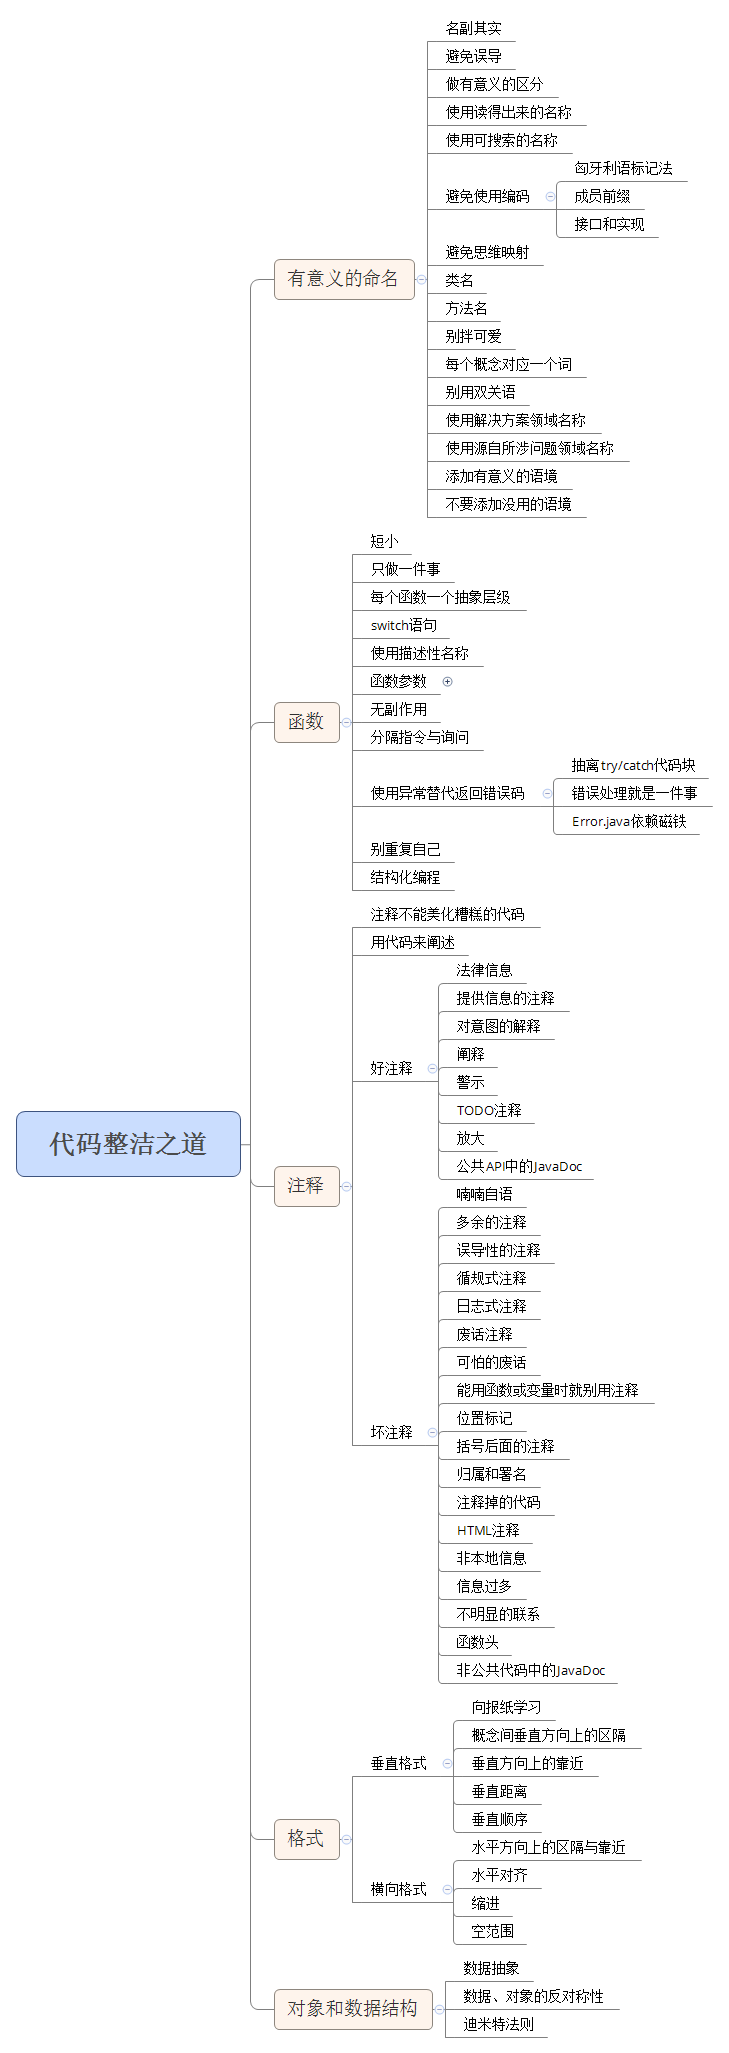 代码整洁之道
有意义的命名
名副其实
避免误导
做有意义的区分
使用读得出来的名称
使用可搜索的名称
避免使用编码
匈牙利语标记法
成员前缀
接口和实现
避免思维映射
类名
方法名
别拌可爱
每个概念对应一个词
别用双关语
使用解决方案领域名称
使用源自所涉问题领域名称
添加有意义的语境
不要添加没用的语境
函数
短小
只做一件事
每个函数一个抽象层级
switch语句
使用描述性名称
函数参数
无副作用
分隔指令与询问
使用异常替代返回错误码
抽离try/catch代码块
错误处理就是一件事
Error.java依赖磁铁
别重复自己
结构化编程
注释
注释不能美化糟糕的代码
用代码来阐述
好注释
法律信息
提供信息的注释
对意图的解释
阐释
警示
TODO注释
放大
公共API中的JavaDoc
坏注释
喃喃自语
多余的注释
误导性的注释
循规式注释
日志式注释
废话注释
可怕的废话
能用函数或变量时就别用注释
位置标记
括号后面的注释
归属和署名
注释掉的代码
HTML注释
非本地信息
信息过多
不明显的联系
函数头
非公共代码中的JavaDoc
格式
垂直格式
向报纸学习
概念间垂直方向上的区隔
垂直方向上的靠近
垂直距离
垂直顺序
横向格式
水平方向上的区隔与靠近
水平对齐
缩进
空范围
对象和数据结构
数据抽象
数据、对象的反对称性
迪米特法则